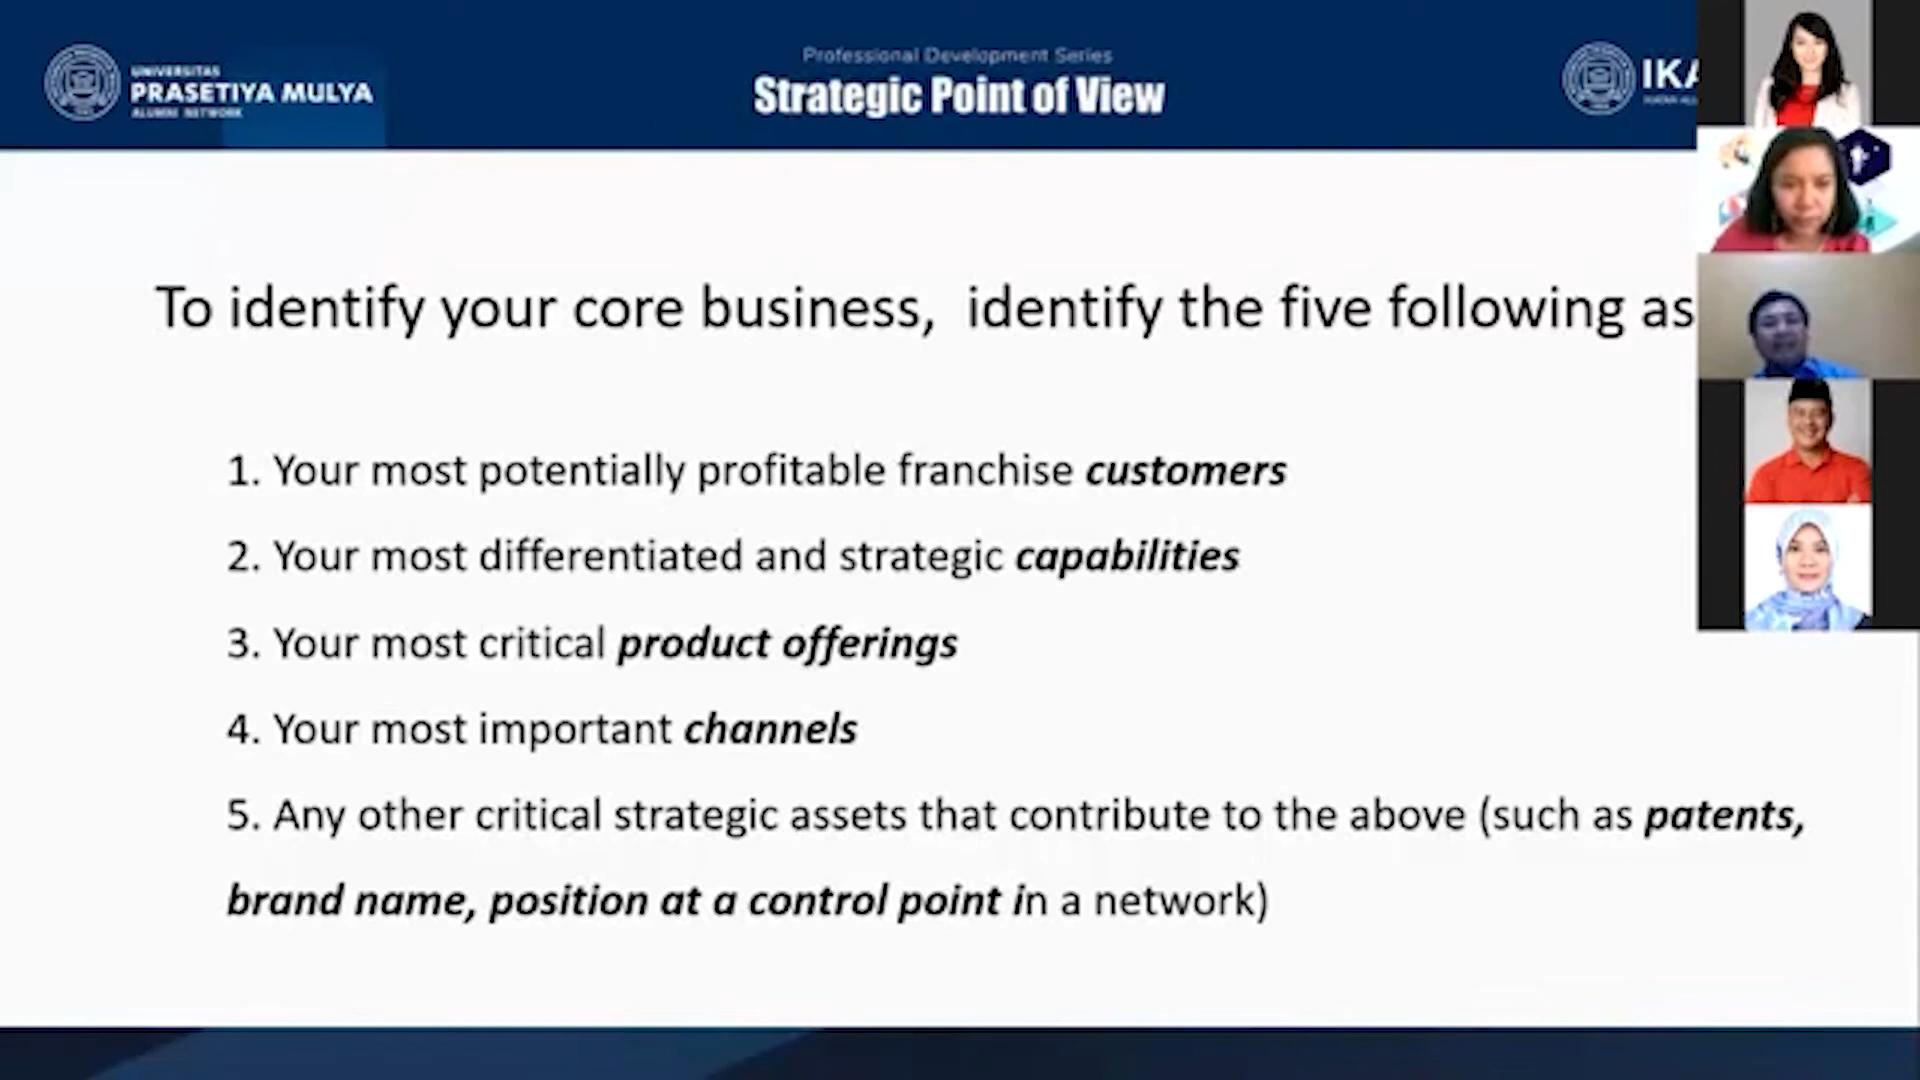 UNIVERSITAS
PRASETIYA MULYA
ALUMNI NETWORK
Professional Development Series
Strategic Point of View
IKA
To identify your core business, identify the five following as
1. Your most potentially profitable franchise customers
2. Your most differentiated and strategic capabilities
3. Your most critical product offerings
4. Your most important channels
5. Any other critical strategic assets that contribute to the above (such as patents,
brand name, position at a control point in a network)